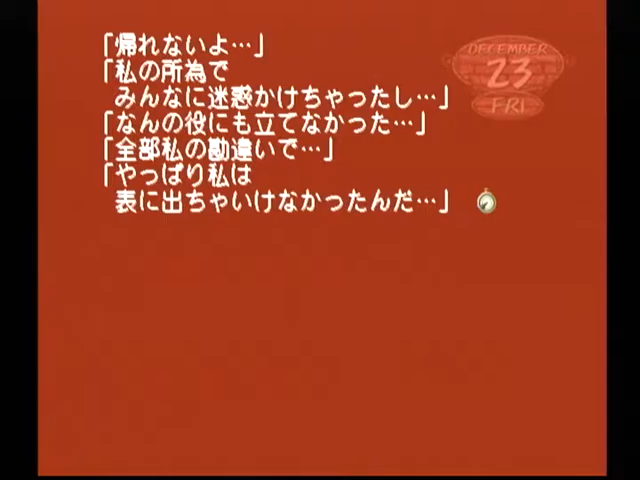 「帰れないよ…」
「私の所為で
みんなに迷惑かけちゃったし…」
「なんの役にも立てなかった…」
「全部私の勘違いで…」
「やっぱり私は
表に出ちゃいけなかったんだ…」
DECEMBER
23
FRI